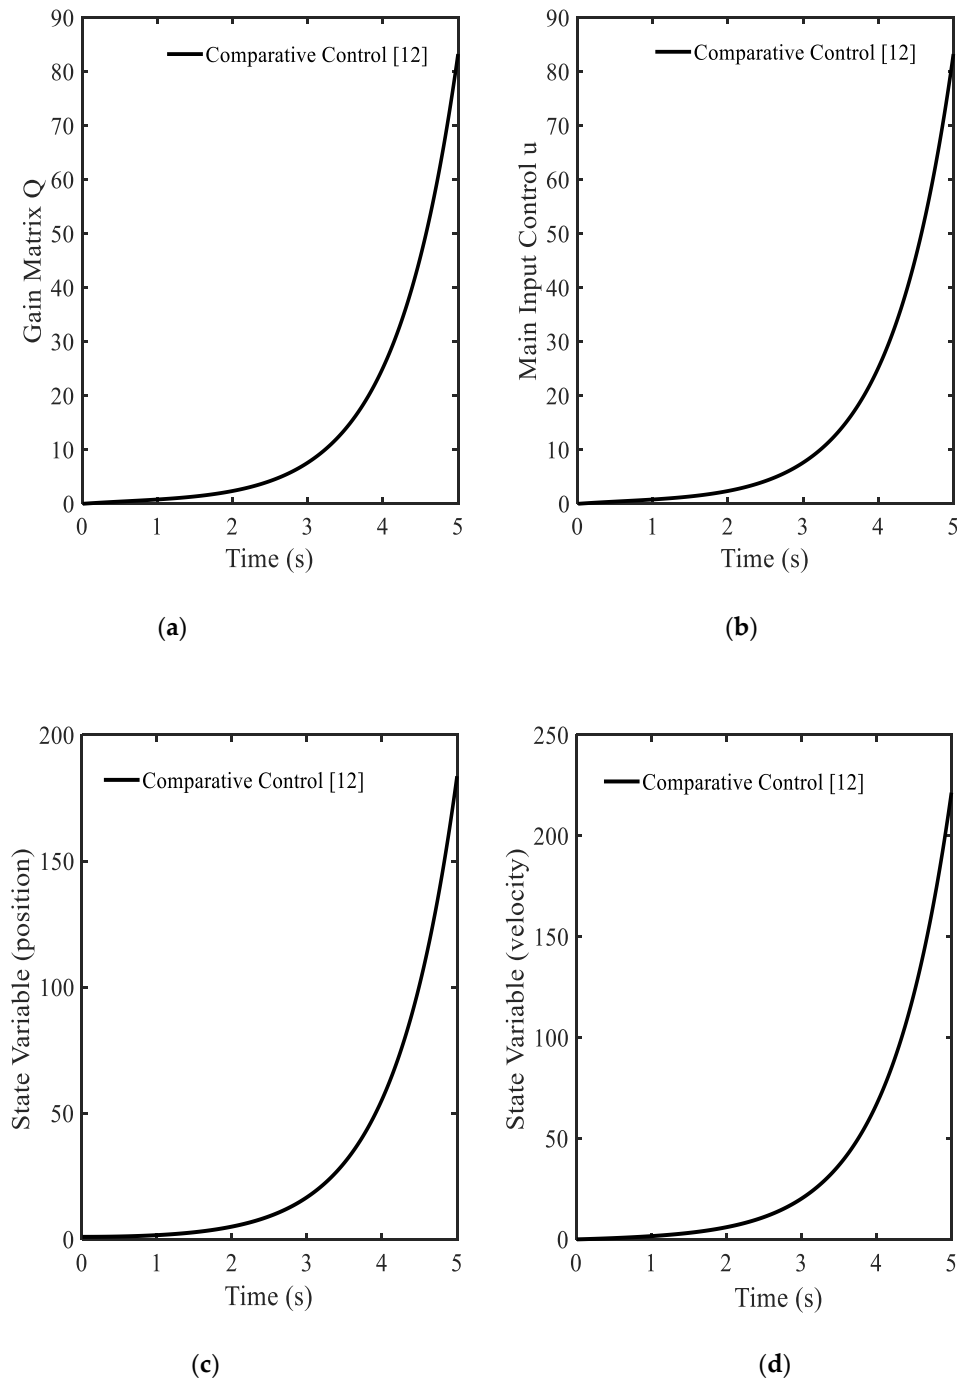 90
80
70
60
50
40
30
20
10
0
Gain Matrix Q
Comparative Control [12]
0 1 2 3 4 5
Time (s)
(a)
90
80
70
60
50
40
30
20
10
0
Main Input Control u
Comparative Control [12]
0 1 2 3 4 5
Time (s)
(b)
200
150
100
50
0
State Variable (position)
Comparative Control [12]
0 1 2 3 4 5
Time (s)
(c)
250
200
150
100
50
0
State Variable (velocity)
Comparative Control [12]
0 1 2 3 4 5
Time (s)
(d)